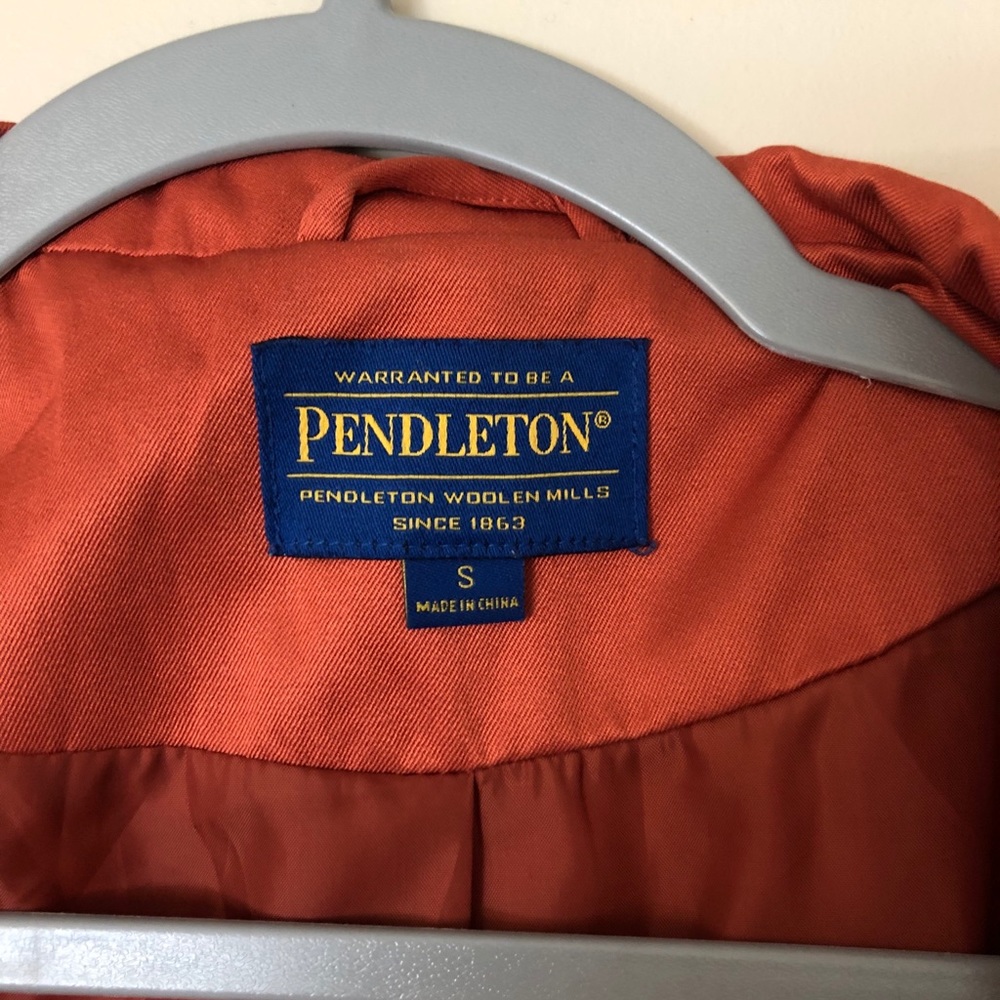 WARRANTED TO BE A
PENDLETON®
PENDLETON WOOLEN MILLS
SINCE 1863
S
MADE IN CHINA